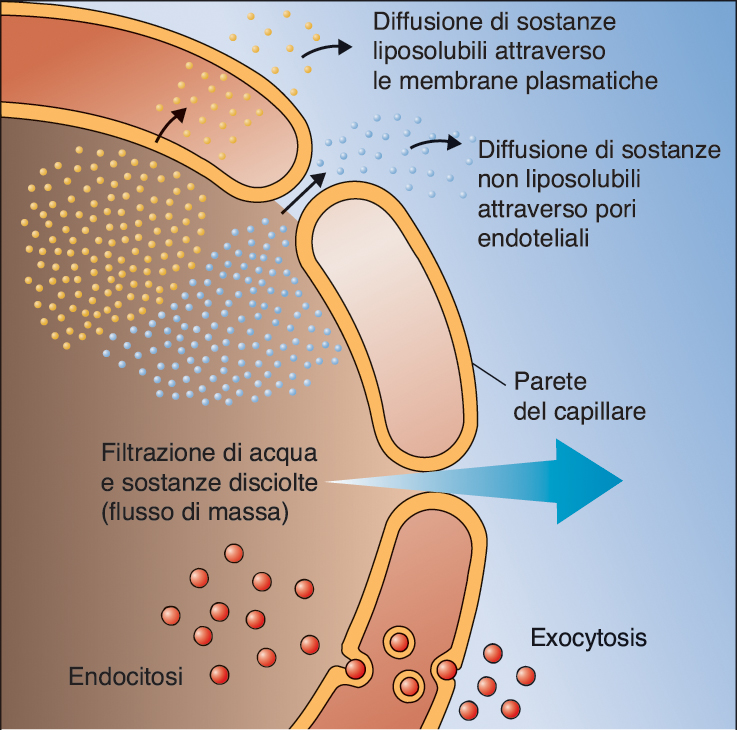 Diffusione di sostanze
liposolubili attraverso
le membrane plasmatiche
Diffusione di sostanze
non liposolubili
attraverso pori
endoteliali
Parete
del capillare
Filtrazione di acqua
e sostanze disciolte
(flusso di massa)
Exocytosis
Endocitosi